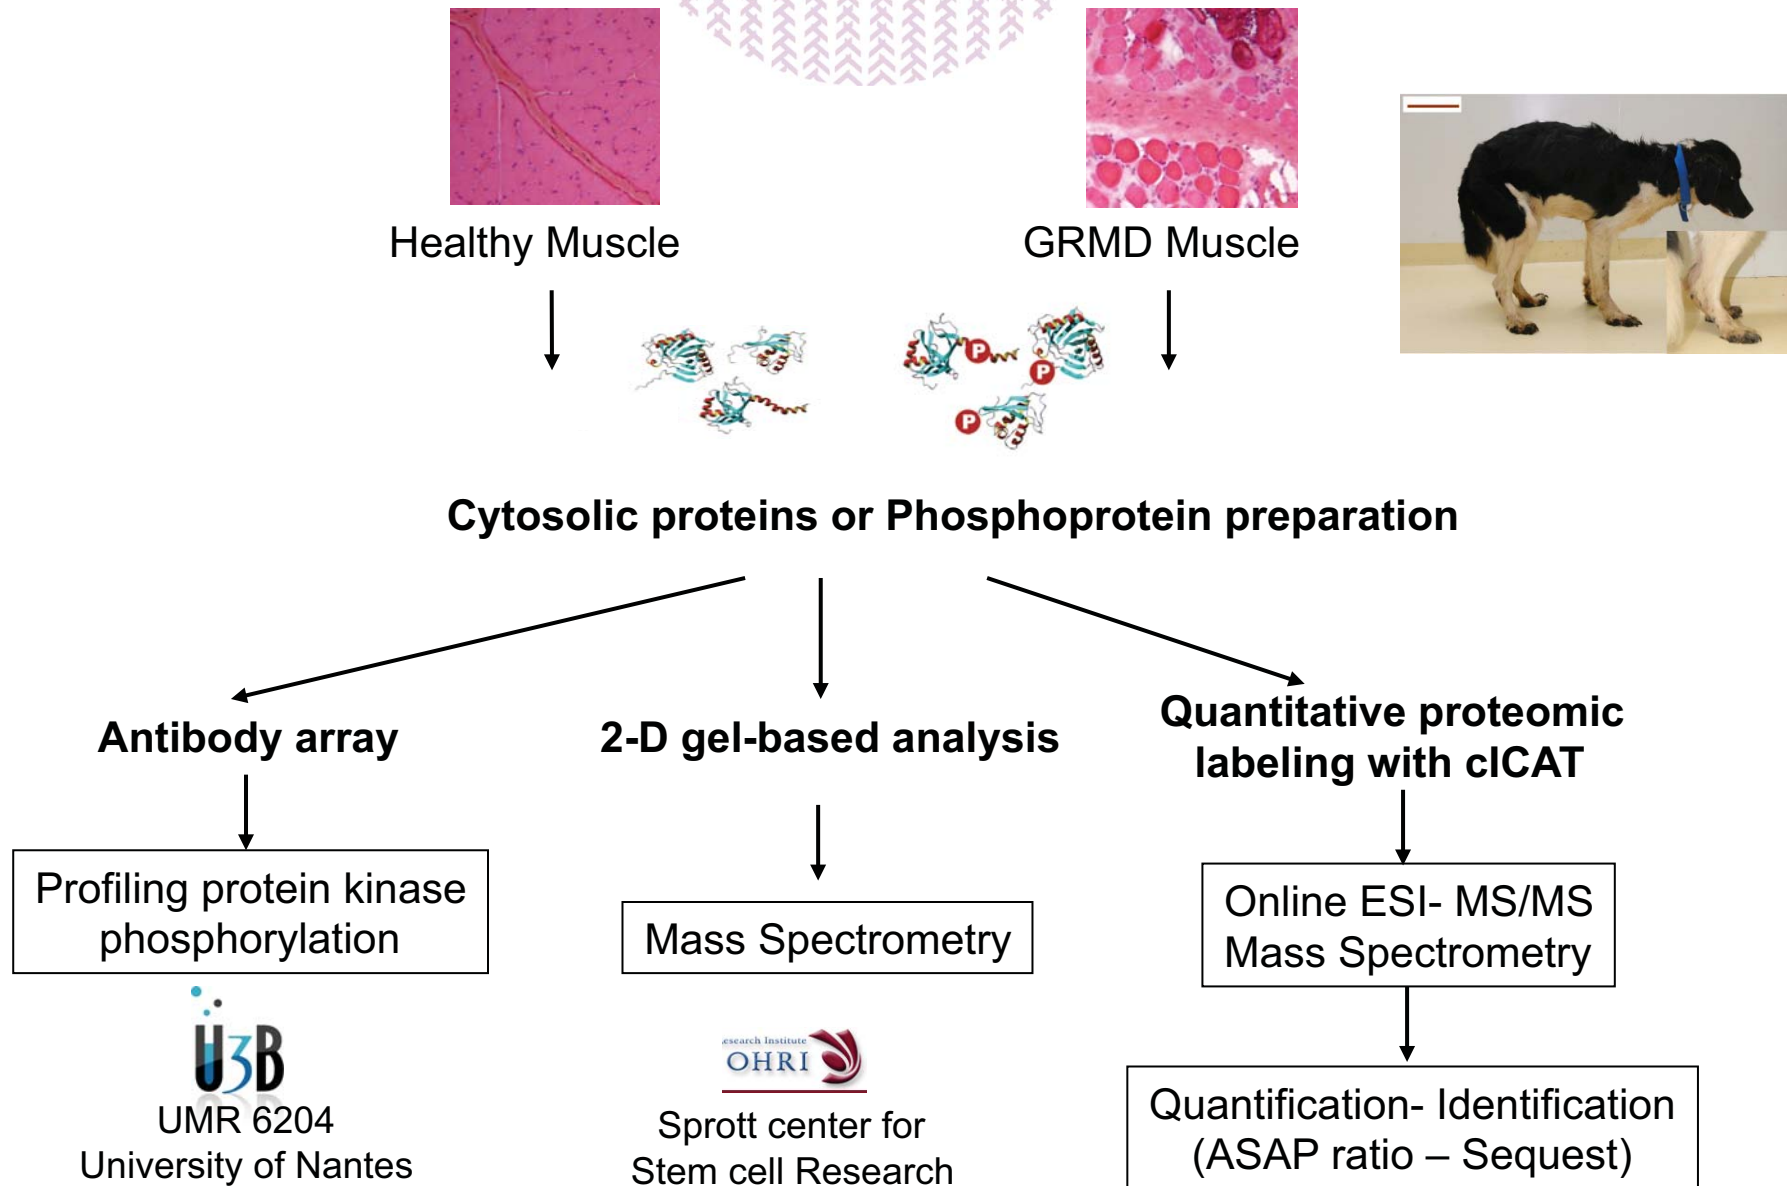 Healthy Muscle
GRMD Muscle
P
P
P
Cytosolic proteins or Phosphoprotein preparation
Antibody array
2-D gel-based analysis
Quantitative proteomic
labeling with cICAT
Profiling protein kinase
phosphorylation
Mass Spectrometry
Online ESI- MS/MS
Mass Spectrometry
U3B
UMR 6204
University of Nantes
esearch Institute
OHRI
Sprott center for
Stem cell Research
Quantification- Identification
(ASAP ratio – Sequest)